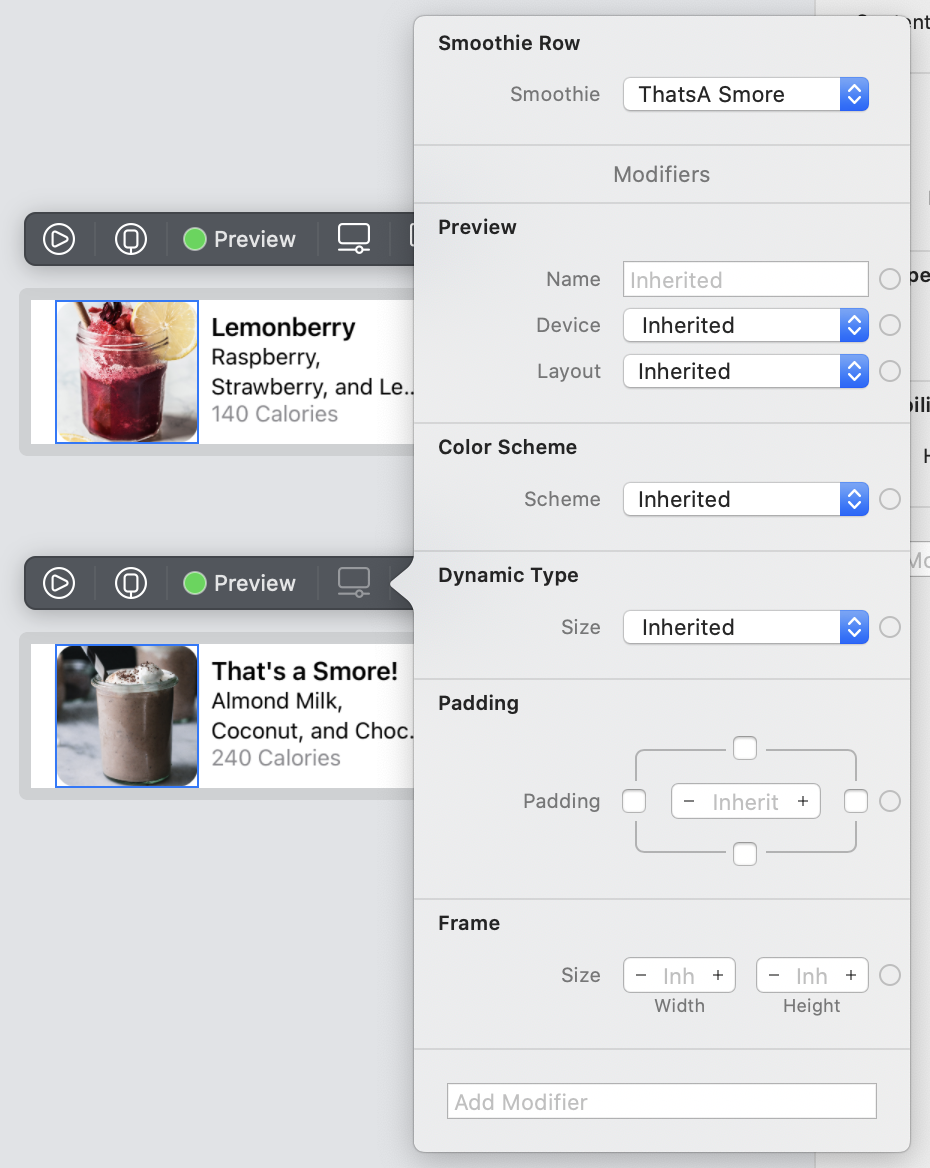 Smoothie Row
Smoothie ThatsA Smore
Modifiers
Preview
Name Inherited
Device Inherited
Layout Inherited
Color Scheme
Scheme Inherited
Dynamic Type
Size Inherited
Padding
Padding − Inherit +
Frame
Size − Inh + − Inh +
Width Height
Add Modifier
Preview
Lemonberry
Raspberry,
Strawberry, and Le..
140 Calories
Preview
That's a Smore!
Almond Milk,
Coconut, and Choc.
240 Calories